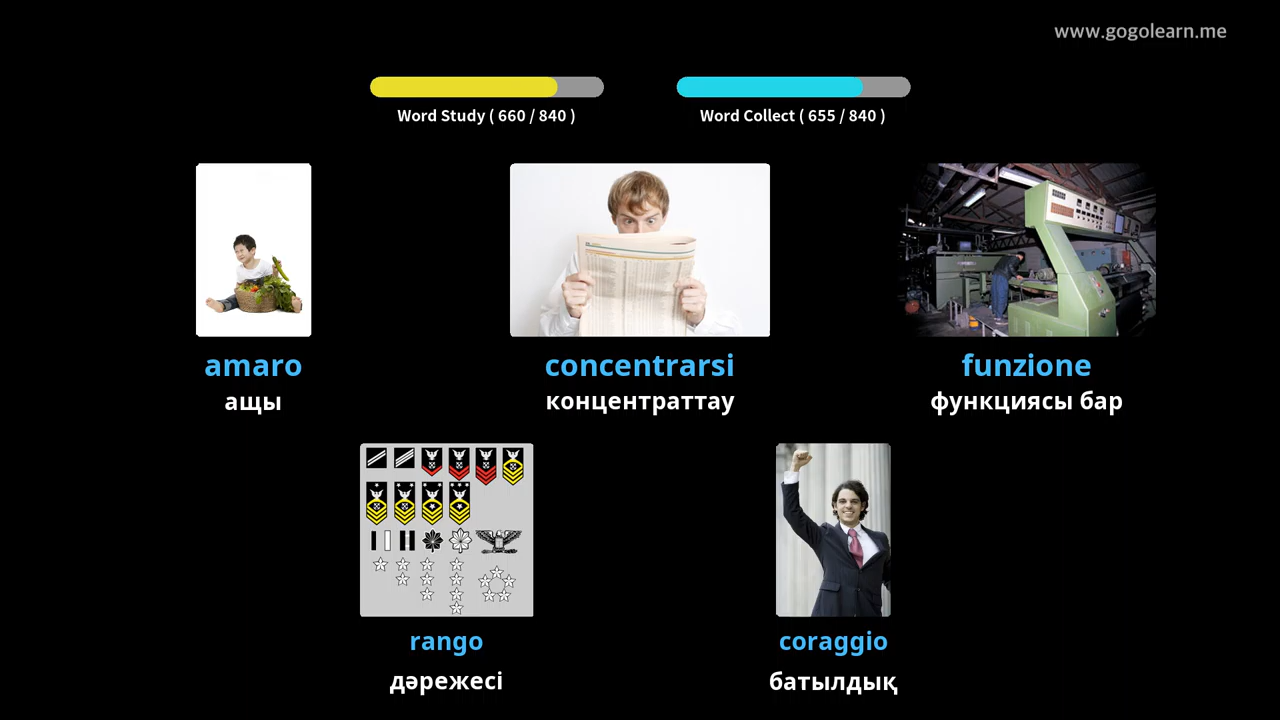 www.gogolearn.me
Word Study ( 660 / 840 )
Word Collect ( 655 / 840 )
amaro
ащы
concentrarsi
концентраттау
funzione
функциясы бар
rango
дәрежесі
coraggio
батылдық